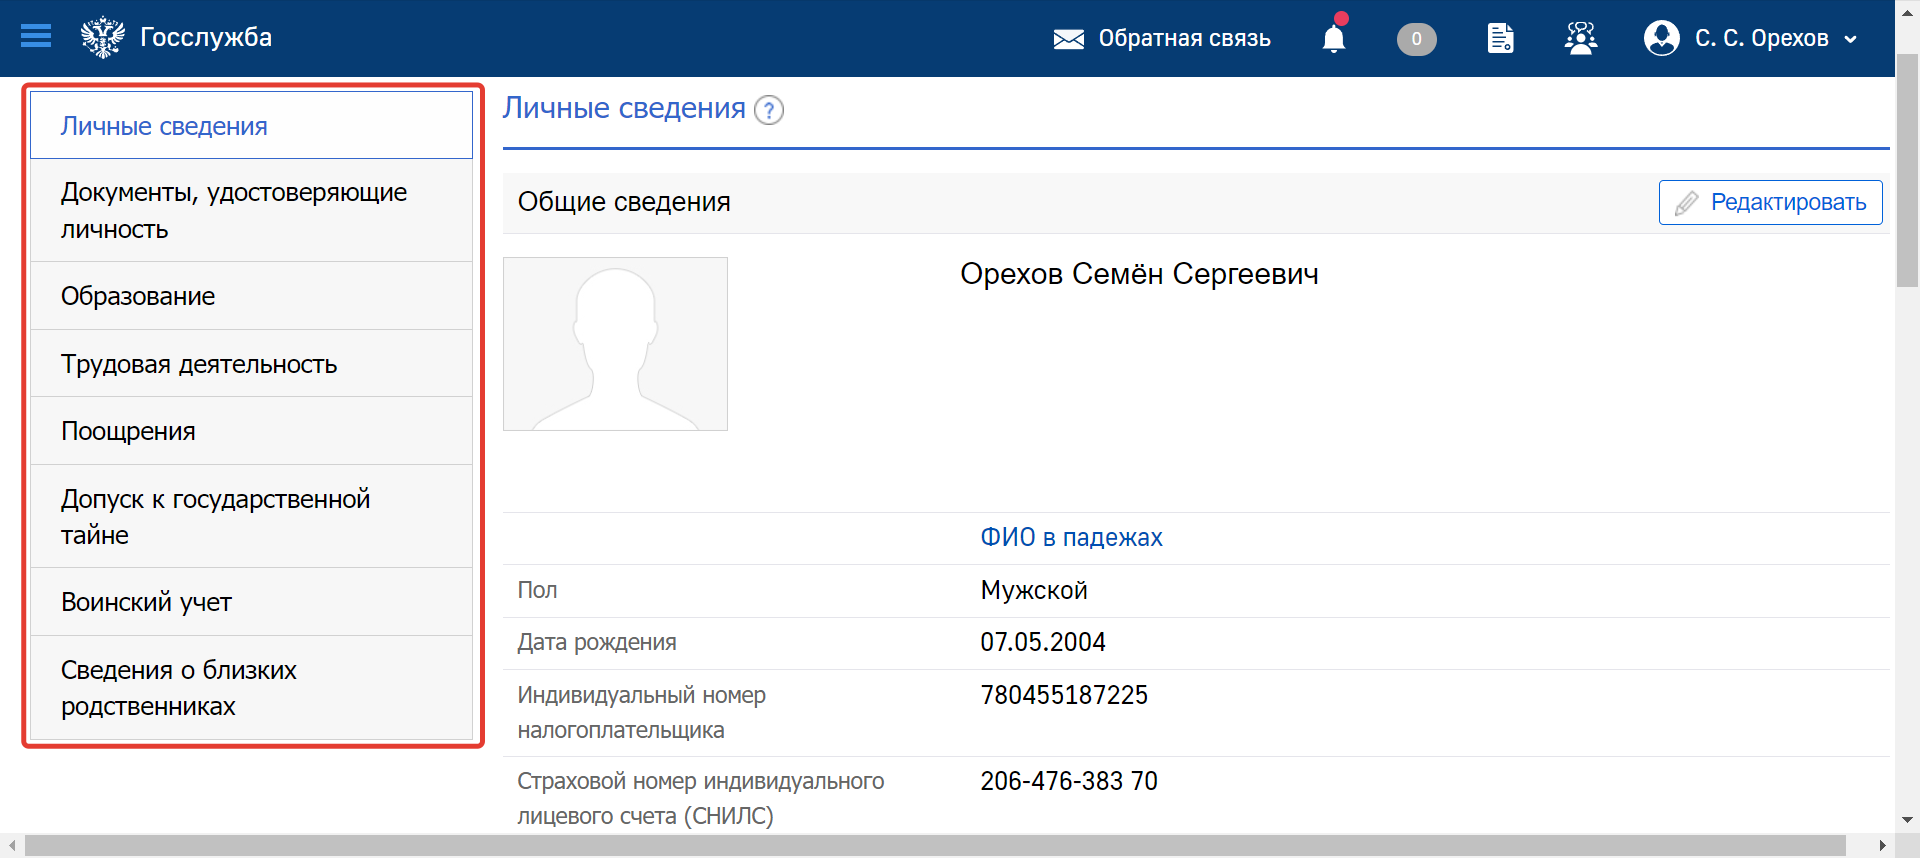 Госслужба
Обратная связь
0
С. С. Орехов
Личные сведения
Документы, удостоверяющие
личность
Образование
Трудовая деятельность
Поощрения
Допуск к государственной
тайне
Воинский учет
Сведения о близких
родственниках
Личные сведения ?
Общие сведения
Редактировать
Орехов Семён Сергеевич
ФИО в падежах
Пол
Мужской
Дата рождения
07.05.2004
Индивидуальный номер
налогоплательщика
780455187225
Страховой номер индивидуального
лицевого счета (СНИЛС)
206-476-383 70